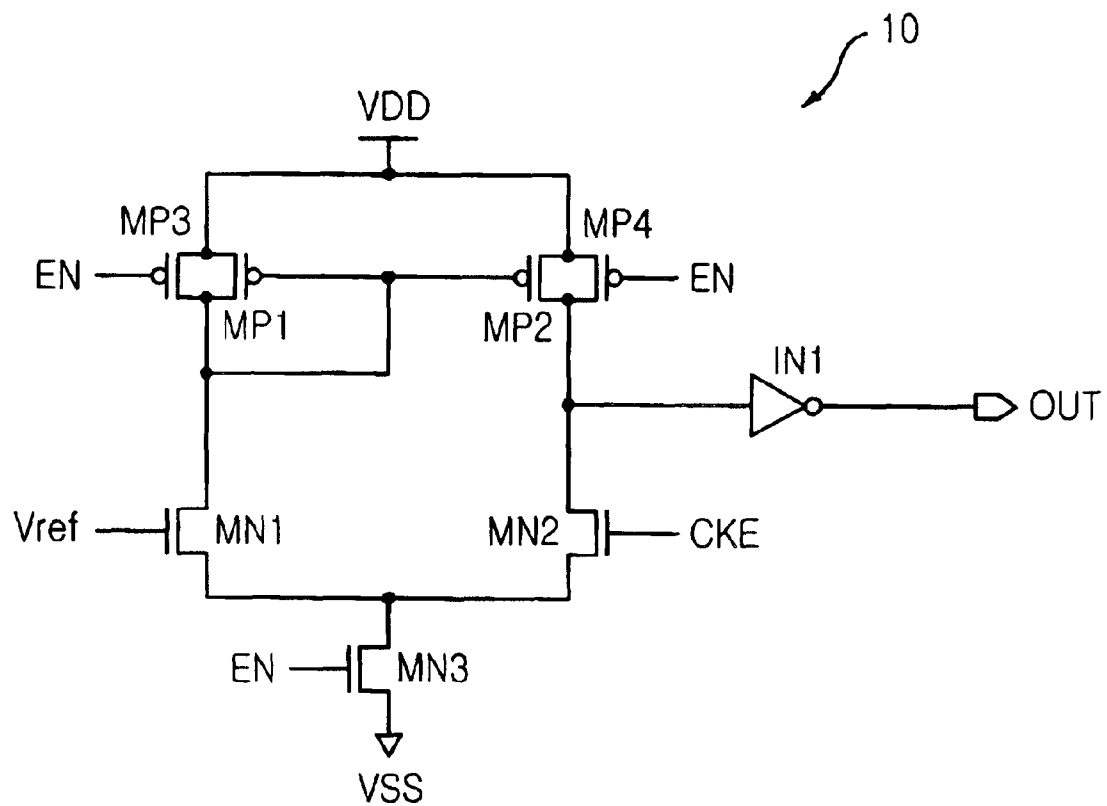 10
VDD
MP3
MP4
EN
EN
MP1
MP2
IN1
OUT
Vref
MN1
MN2
CKE
EN
MN3
VSS